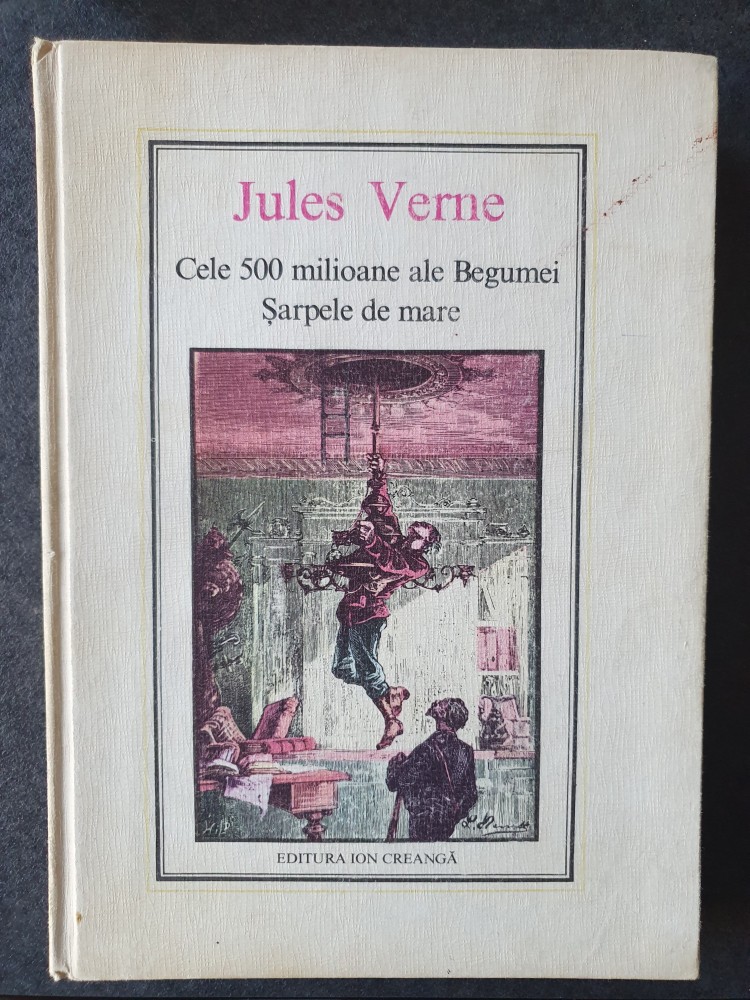 Jules Verne
Cele 500 milioane ale Begumei
Șarpele de mare
EDITURA ION CREANGĂ